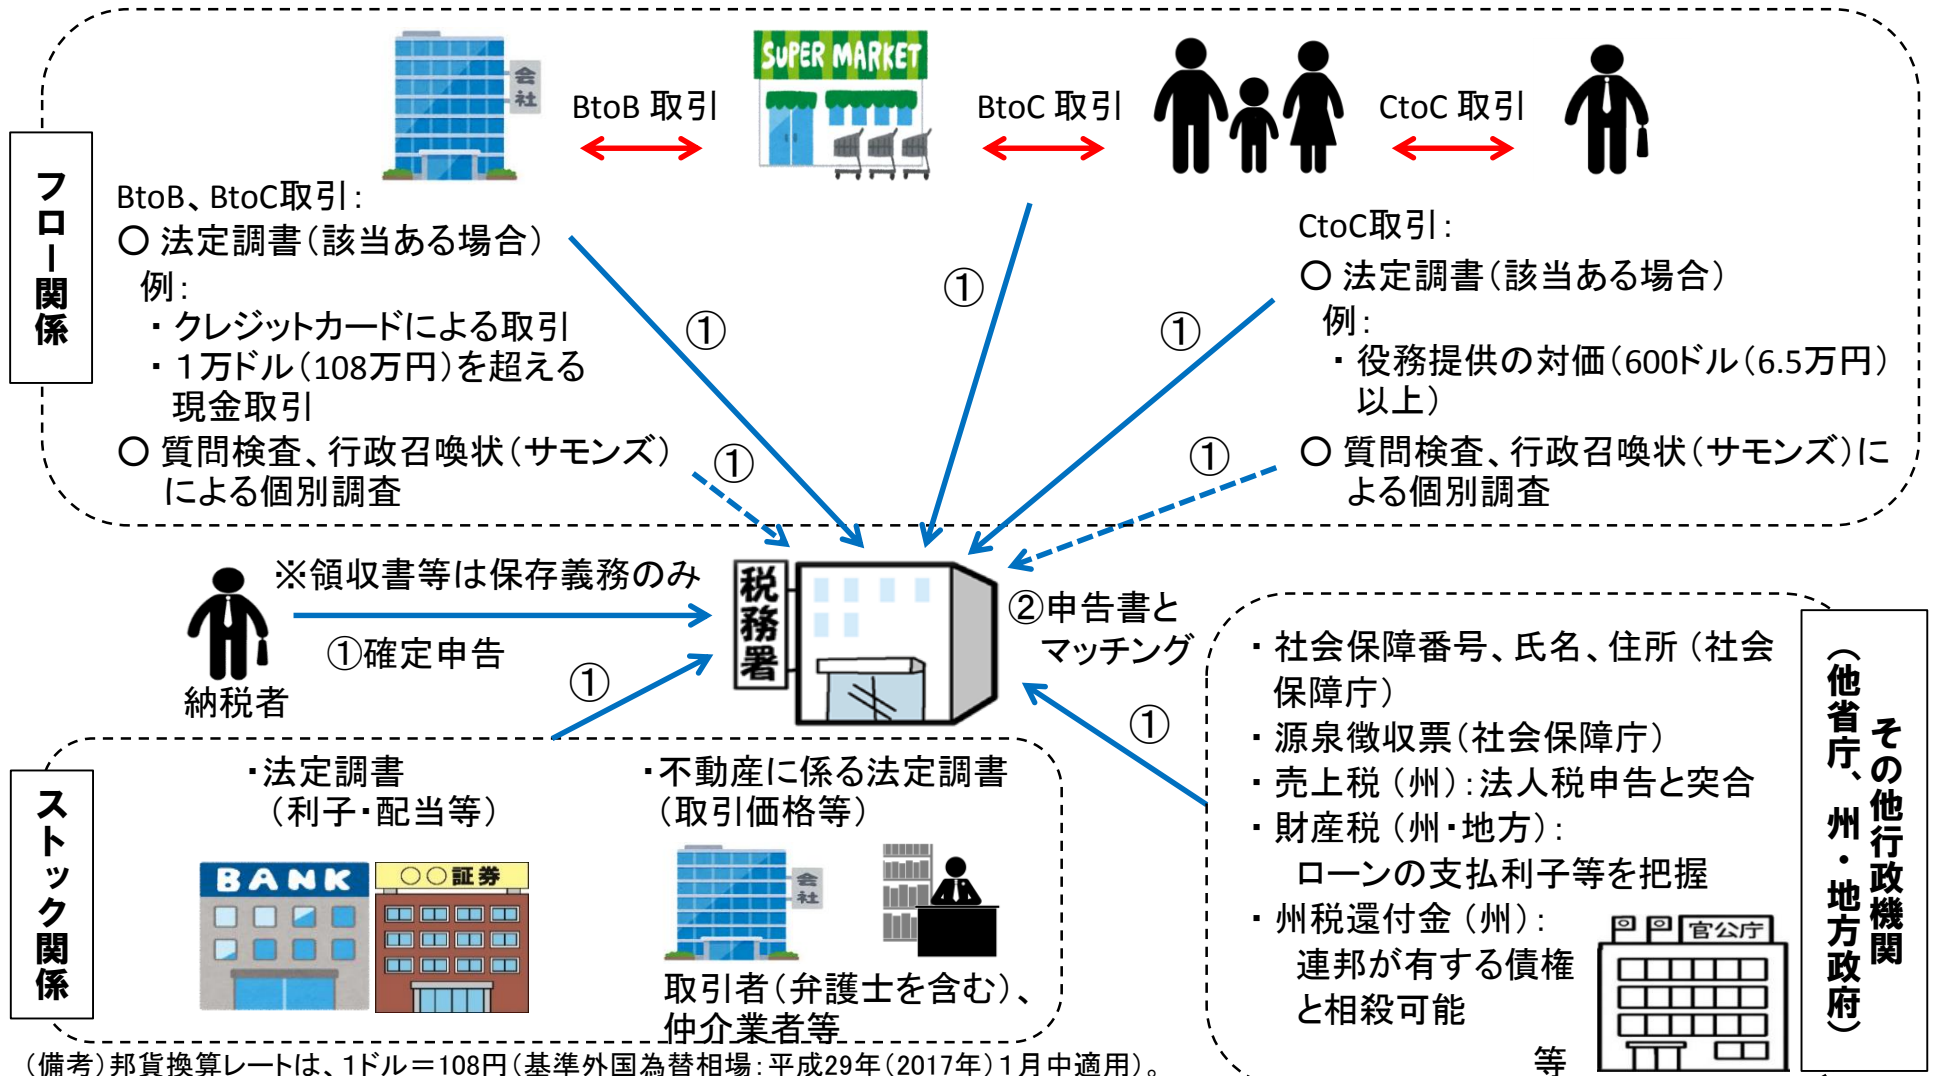 フロー関係
会社
BtoB 取引
SUPER MARKET
BtoC 取引
CtoC 取引
BtoB、BtoC取引：
○ 法定調書（該当ある場合）
例：
・クレジットカードによる取引
・１万ドル（108万円）を超える
現金取引
○ 質問検査、行政召喚状（サモンズ）
による個別調査
①
①
①
①
①
CtoC取引：
○ 法定調書（該当ある場合）
例：
・役務提供の対価（600ドル（6.5万円）
以上）
○ 質問検査、行政召喚状（サモンズ）に
よる個別調査
※領収書等は保存義務のみ
①確定申告
納税者
①
税務署
②申告書と
マッチング
①
ストック関係
・法定調書
（利子・配当等）
BANK
○○証券
・不動産に係る法定調書
（取引価格等）
会社
取引者（弁護士を含む）、
仲介業者等
その他行政機関
（他省庁、州・地方政府）
・社会保障番号、氏名、住所（社会
保障庁）
・源泉徴収票（社会保障庁）
・売上税（州）：法人税申告と突合
・財産税（州・地方）：
ローンの支払利子等を把握
・州税還付金（州）：
連邦が有する債権
と相殺可能
等
官公庁
（備考）邦貨換算レートは、1ドル＝108円（基準外国為替相場：平成29年（2017年）１月中適用）。